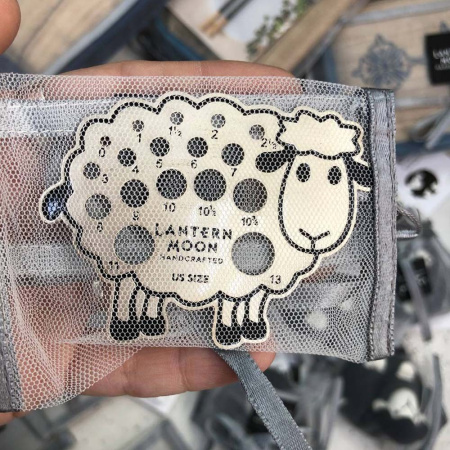 0 1 1½ 2 2½
3 4 5 6 7
8 9 10 10½ 10¾
LANTERN
MOON
HANDCRAFTED
11 US SIZE 13